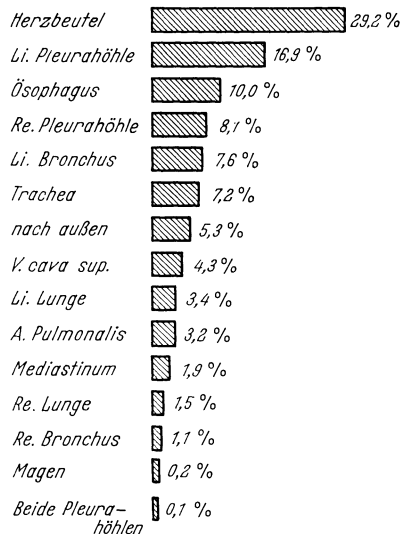 Herzbeutel 29,2%
Li. Pleurahöhle 16,9 %
Ösophagus 10,0 %
Re. Pleurahöhle 8,1 %
Li. Bronchus 7,6 %
Trachea 7,2 %
nach außen 5,3 %
V. cava sup. 4,3 %
Li. Lunge 3,4 %
A. Pulmonalis 3,2 %
Mediastinum 1,9 %
Re. Lunge 1,5 %
Re. Bronchus 1,1 %
Magen 0,2 %
Beide Pleura- 0,1 %
höhlen